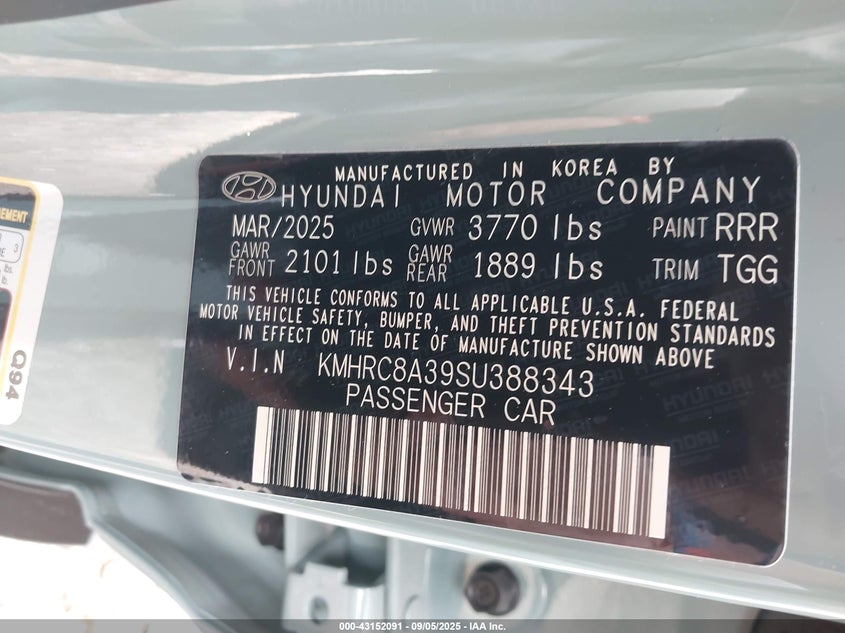 MANUFACTURED IN KOREA BY
HYUNDAI MOTOR COMPANY
MAR/2025 GVWR 3770 lbs PAINT RRR
GAWR FRONT 2101 lbs GAWR REAR 1889 lbs TRIM TGG
THIS VEHICLE CONFORMS TO ALL APPLICABLE U.S.A. FEDERAL
MOTOR VEHICLE SAFETY, BUMPER, AND THEFT PREVENTION STANDARDS
IN EFFECT ON THE DATE OF MANUFACTURE SHOWN ABOVE
V.I.N KMHRC8A39SU388343
PASSENGER CAR
Q94
000-43152091 - 09/05/2025 - IAA Inc.